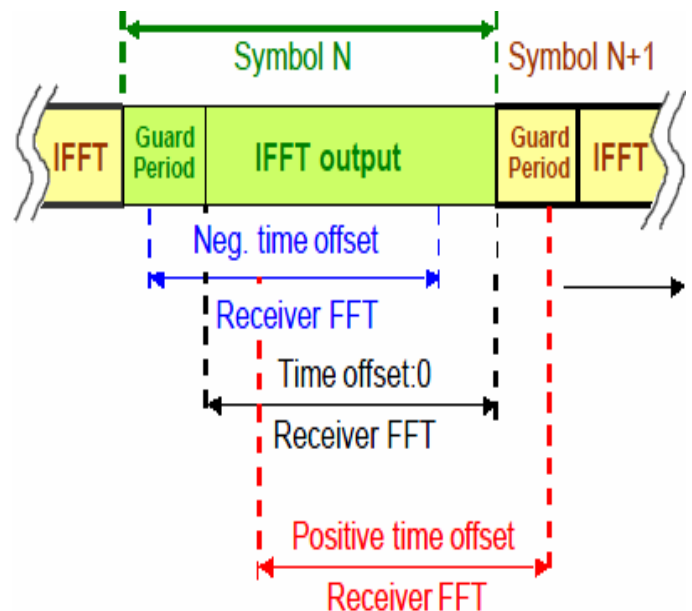 Symbol N
Symbol N+1
IFFT
Guard
Period
IFFT output
Guard
Period
IFFT
Neg. time offset
Receiver FFT
Time offset:0
Receiver FFT
Positive time offset
Receiver FFT